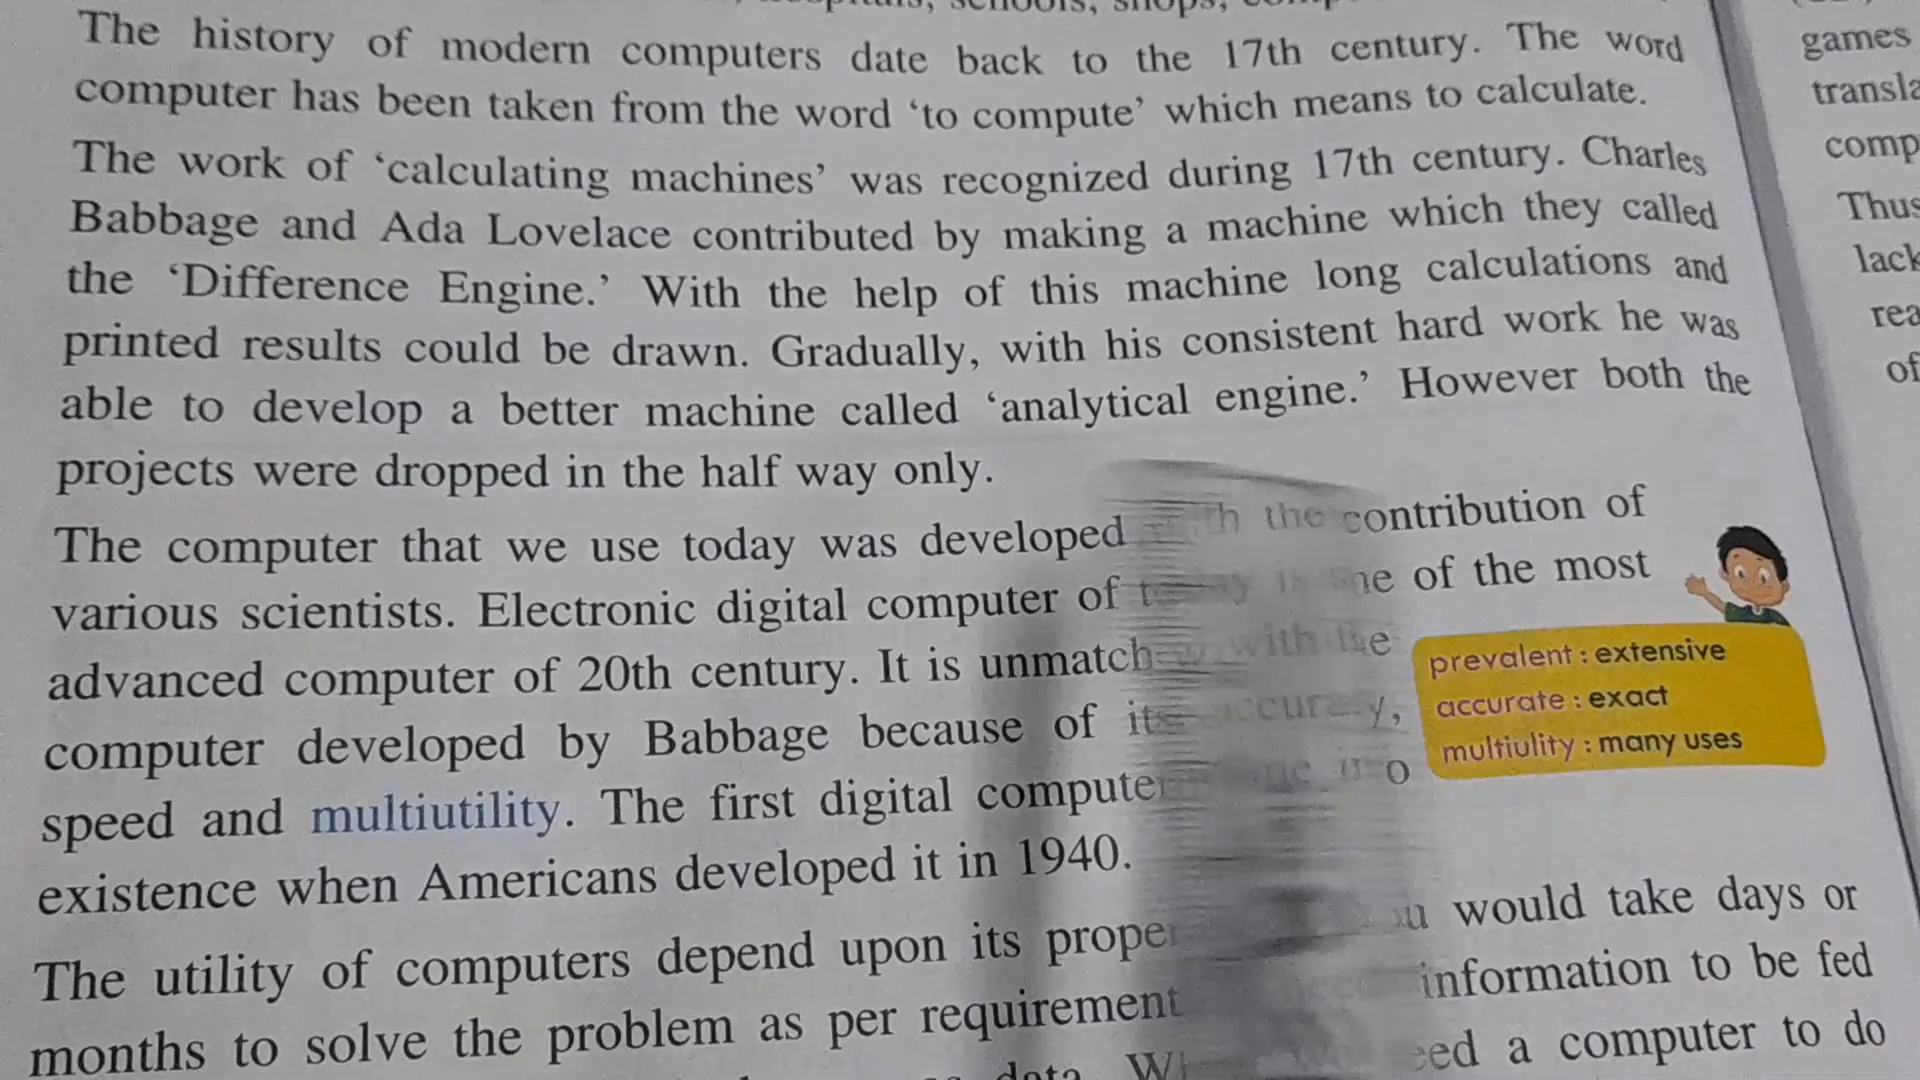 The history of modern computers date back to the 17th century. The word
computer has been taken from the word ‘to compute’ which means to calculate.
The work of ‘calculating machines’ was recognized during 17th century. Charles
Babbage and Ada Lovelace contributed by making a machine which they called
the ‘Difference Engine.’ With the help of this machine long calculations and
printed results could be drawn. Gradually, with his consistent hard work he was
able to develop a better machine called ‘analytical engine.’ However both the
projects were dropped in the half way only.
The computer that we use today was developed the contribution of
various scientists. Electronic digital computer of of the most
advanced computer of 20th century. It is with the
computer developed by Babbage because of its accuracy,
speed and multiutility. The first digital
existence when Americans developed it in 1940.
The utility of computers depend upon its would take days or
months to solve the problem as per information to be fed
a computer to do
prevalent : extensive
accurate : exact
multiulity : many uses
games
Thus
of